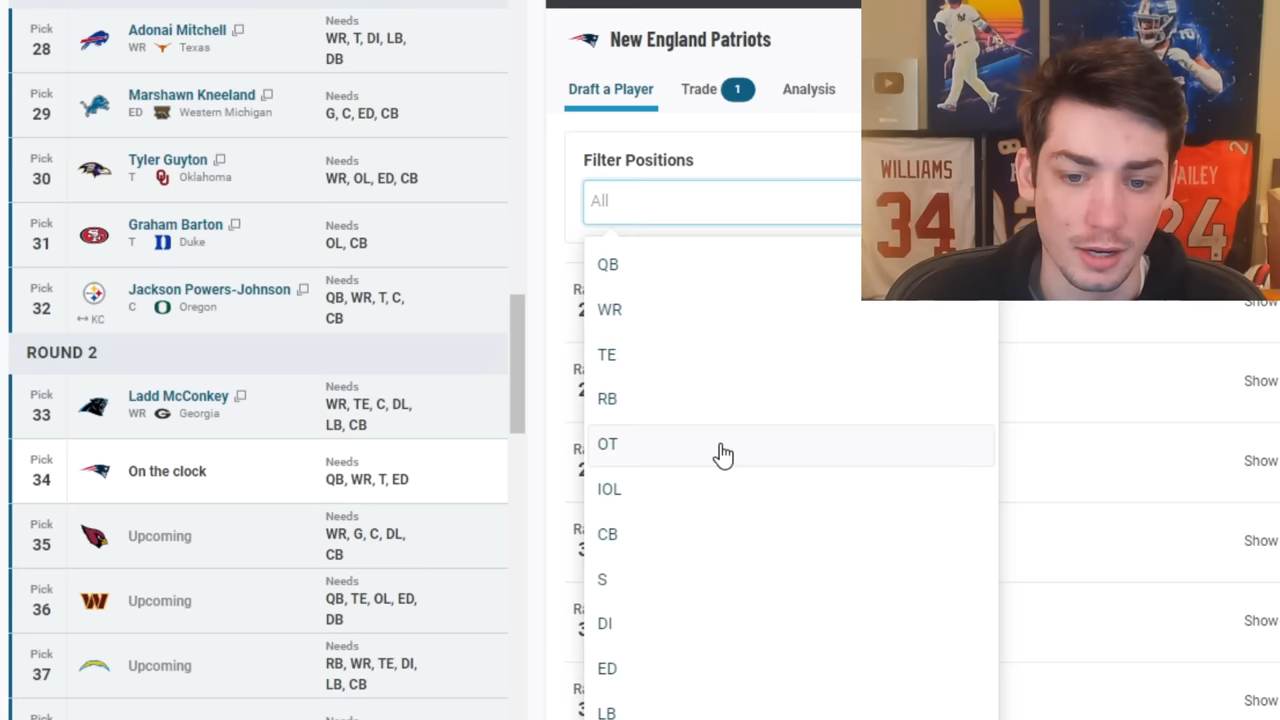 Pick
28
Adonai Mitchell
WR Texas
Needs
WR, T, DI, LB,
DB
Pick
29
Marshawn Kneeland
ED Western Michigan
Needs
G, C, ED, CB
Pick
30
Tyler Guyton
T Oklahoma
Needs
WR, OL, ED, CB
Pick
31
Graham Barton
T Duke
Needs
OL, CB
Pick
32
↔ KC
Jackson Powers-Johnson
C Oregon
Needs
QB, WR, T, C,
CB
ROUND 2
Pick
33
Ladd McConkey
WR Georgia
Needs
WR, TE, C, DL,
LB, CB
Pick
34
On the clock
Needs
QB, WR, T, ED
Pick
35
Upcoming
Needs
WR, G, C, DL,
CB
Pick
36
Upcoming
Needs
QB, TE, OL, ED,
DB
Pick
37
Upcoming
Needs
RB, WR, TE, DI,
LB, CB
New England Patriots
Draft a Player
Trade 1
Analysis
Filter Positions
All
QB
WR
TE
RB
OT
IOL
CB
S
DI
ED
LB
Show
Show
Show
Show
Show
Show
WILLIAMS
34
AILEY
24